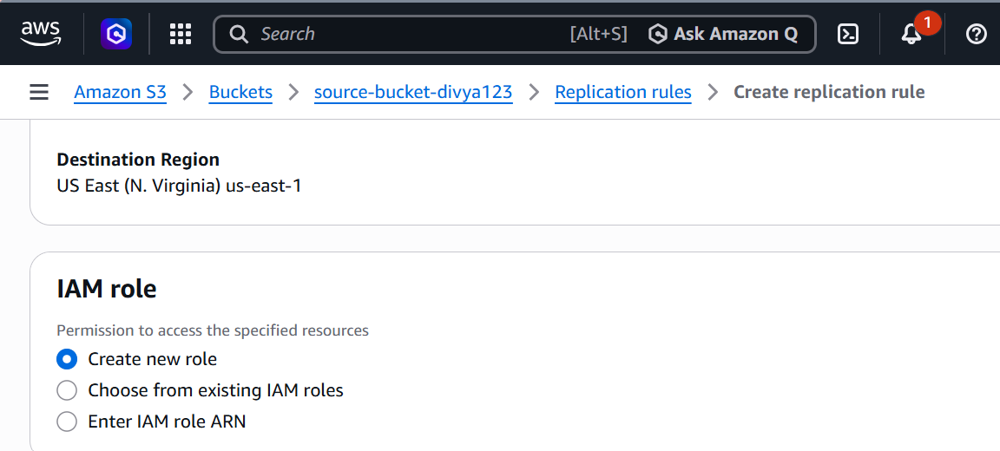 aws Search [Alt+S] Ask Amazon Q 1
Amazon S3 > Buckets > source-bucket-divya123 > Replication rules > Create replication rule
Destination Region
US East (N. Virginia) us-east-1
IAM role
Permission to access the specified resources
Create new role
Choose from existing IAM roles
Enter IAM role ARN